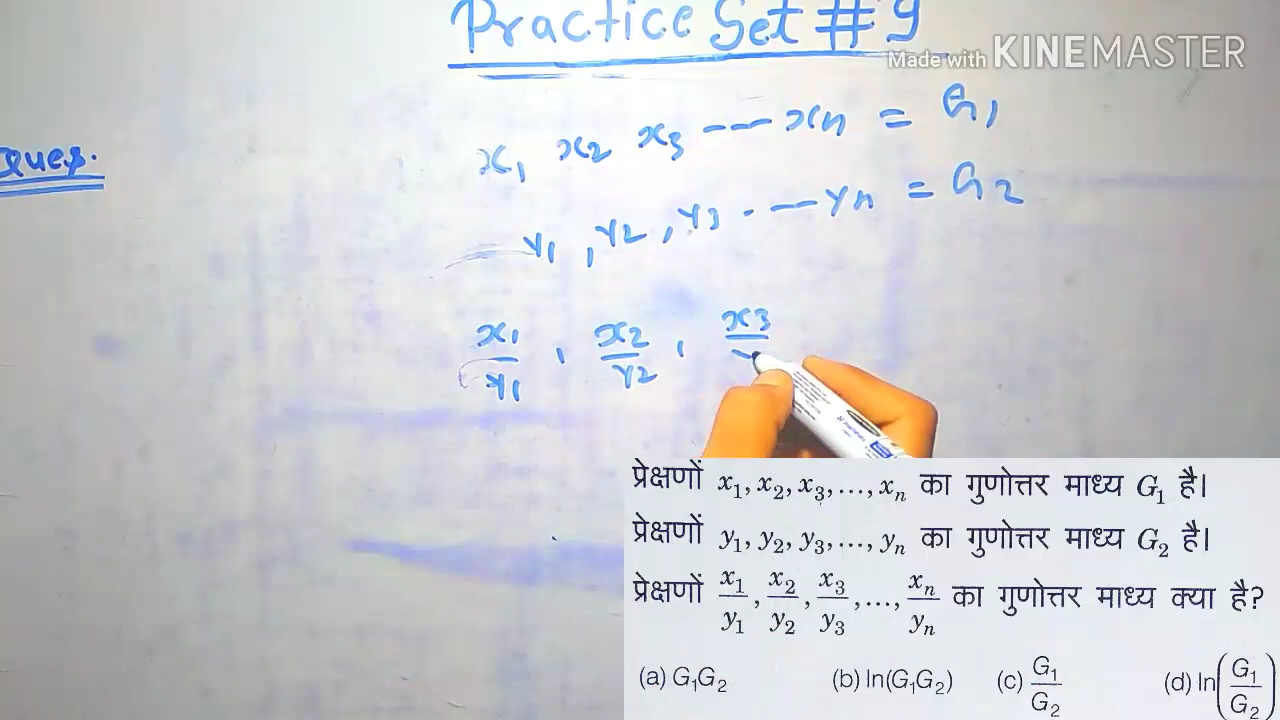 Practice Set #9
Made with KINEMASTER
Ques.
x₁ x₂ x₃ --- xn = G₁
y₁ , y₂ , y₃ . -- yn = G₂
x₁/y₁ , x₂/y₂ , x₃/y
प्रेक्षणों x₁, x₂, x₃, ..., xₙ का गुणोत्तर माध्य G₁ है।
प्रेक्षणों y₁, y₂, y₃, ..., yₙ का गुणोत्तर माध्य G₂ है।
प्रेक्षणों x₁/y₁, x₂/y₂, x₃/y₃, ..., xₙ/yₙ का गुणोत्तर माध्य क्या है?
(a) G₁G₂ (b) ln(G₁G₂) (c) G₁/G₂ (d) ln(G₁/G₂)